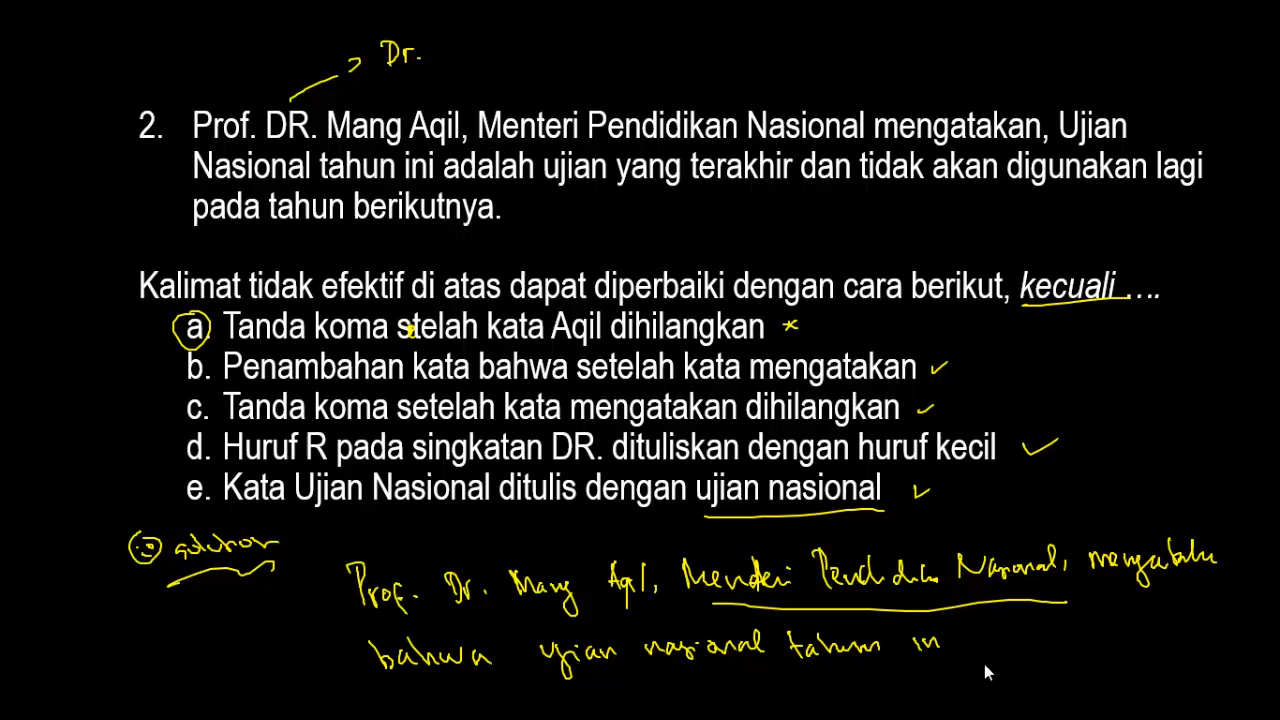 Dr.
2. Prof. DR. Mang Aqil, Menteri Pendidikan Nasional mengatakan, Ujian
Nasional tahun ini adalah ujian yang terakhir dan tidak akan digunakan lagi
pada tahun berikutnya.
Kalimat tidak efektif di atas dapat diperbaiki dengan cara berikut, kecuali ….
a. Tanda koma stelah kata Aqil dihilangkan
b. Penambahan kata bahwa setelah kata mengatakan
c. Tanda koma setelah kata mengatakan dihilangkan
d. Huruf R pada singkatan DR. dituliskan dengan huruf kecil
e. Kata Ujian Nasional ditulis dengan ujian nasional
Prof. Dr. Mang Aqil, Menteri Pendidikan Nasional, mengatakan
bahwa ujian nasional tahun in